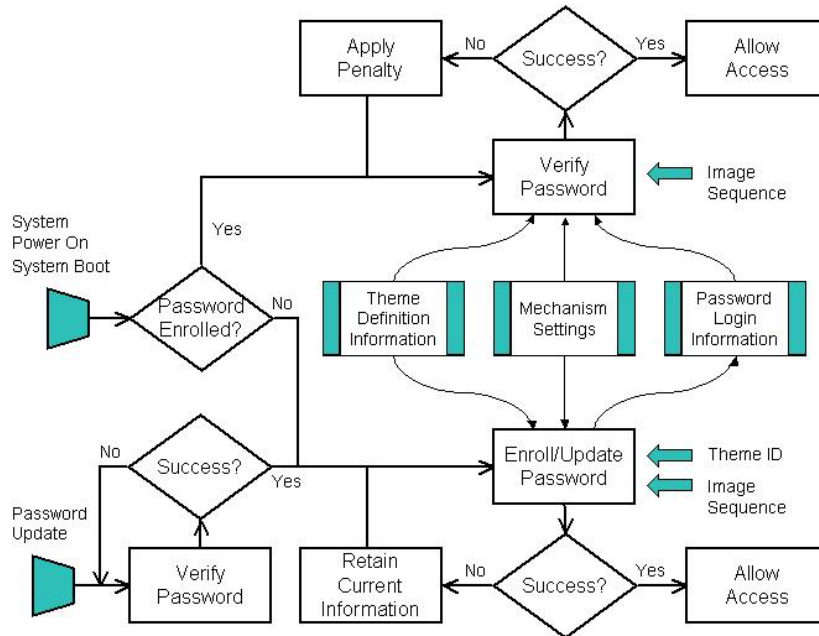 Apply
Penalty
No
Success?
Yes
Allow
Access
Verify
Password
Image
Sequence
System
Power On
System Boot
Yes
Password
Enrolled?
No
Theme
Definition
Information
Mechanism
Settings
Password
Login
Information
No
Success?
Yes
Enroll/Update
Password
Theme ID
Image
Sequence
Password
Update
Verify
Password
Retain
Current
Information
No
Success?
Yes
Allow
Access